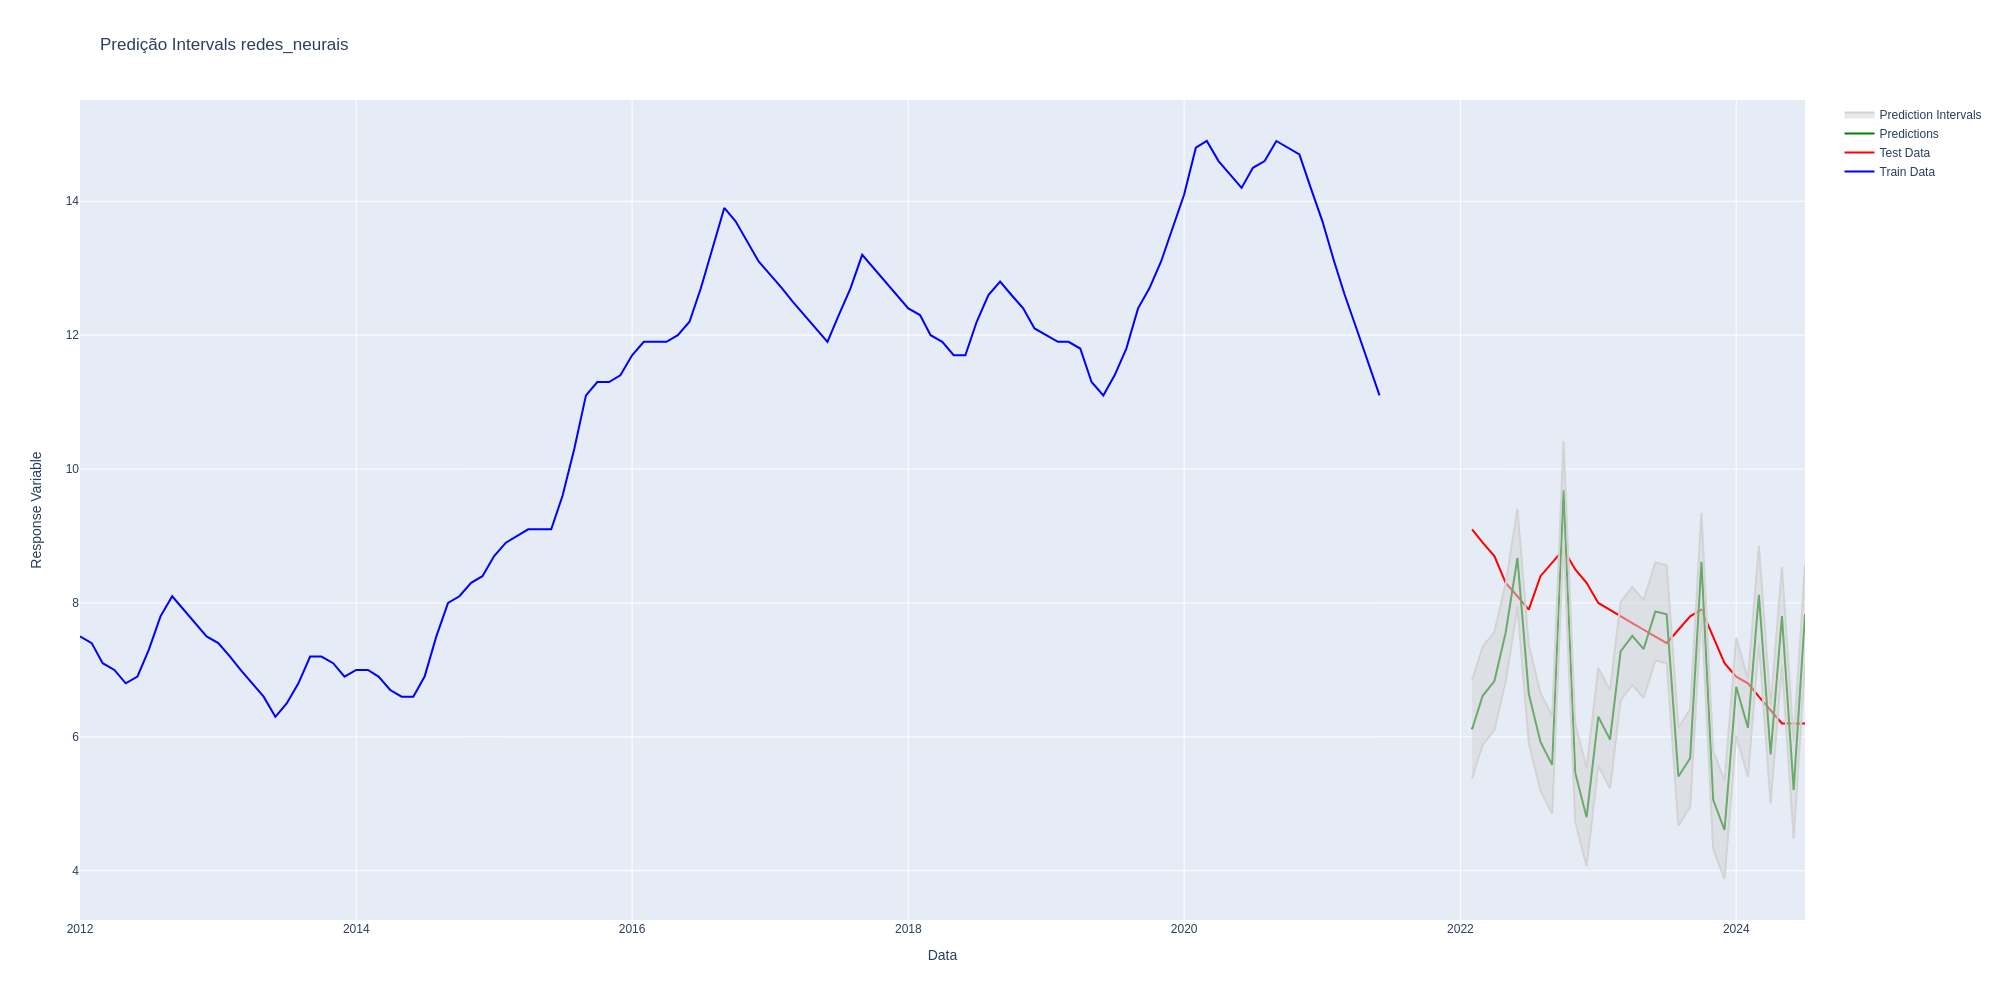 Predição Intervals redes_neurais
Prediction Intervals
Predictions
Test Data
Train Data
Response Variable
14
12
10
8
6
4
2012
2014
2016
2018
2020
2022
2024
Data